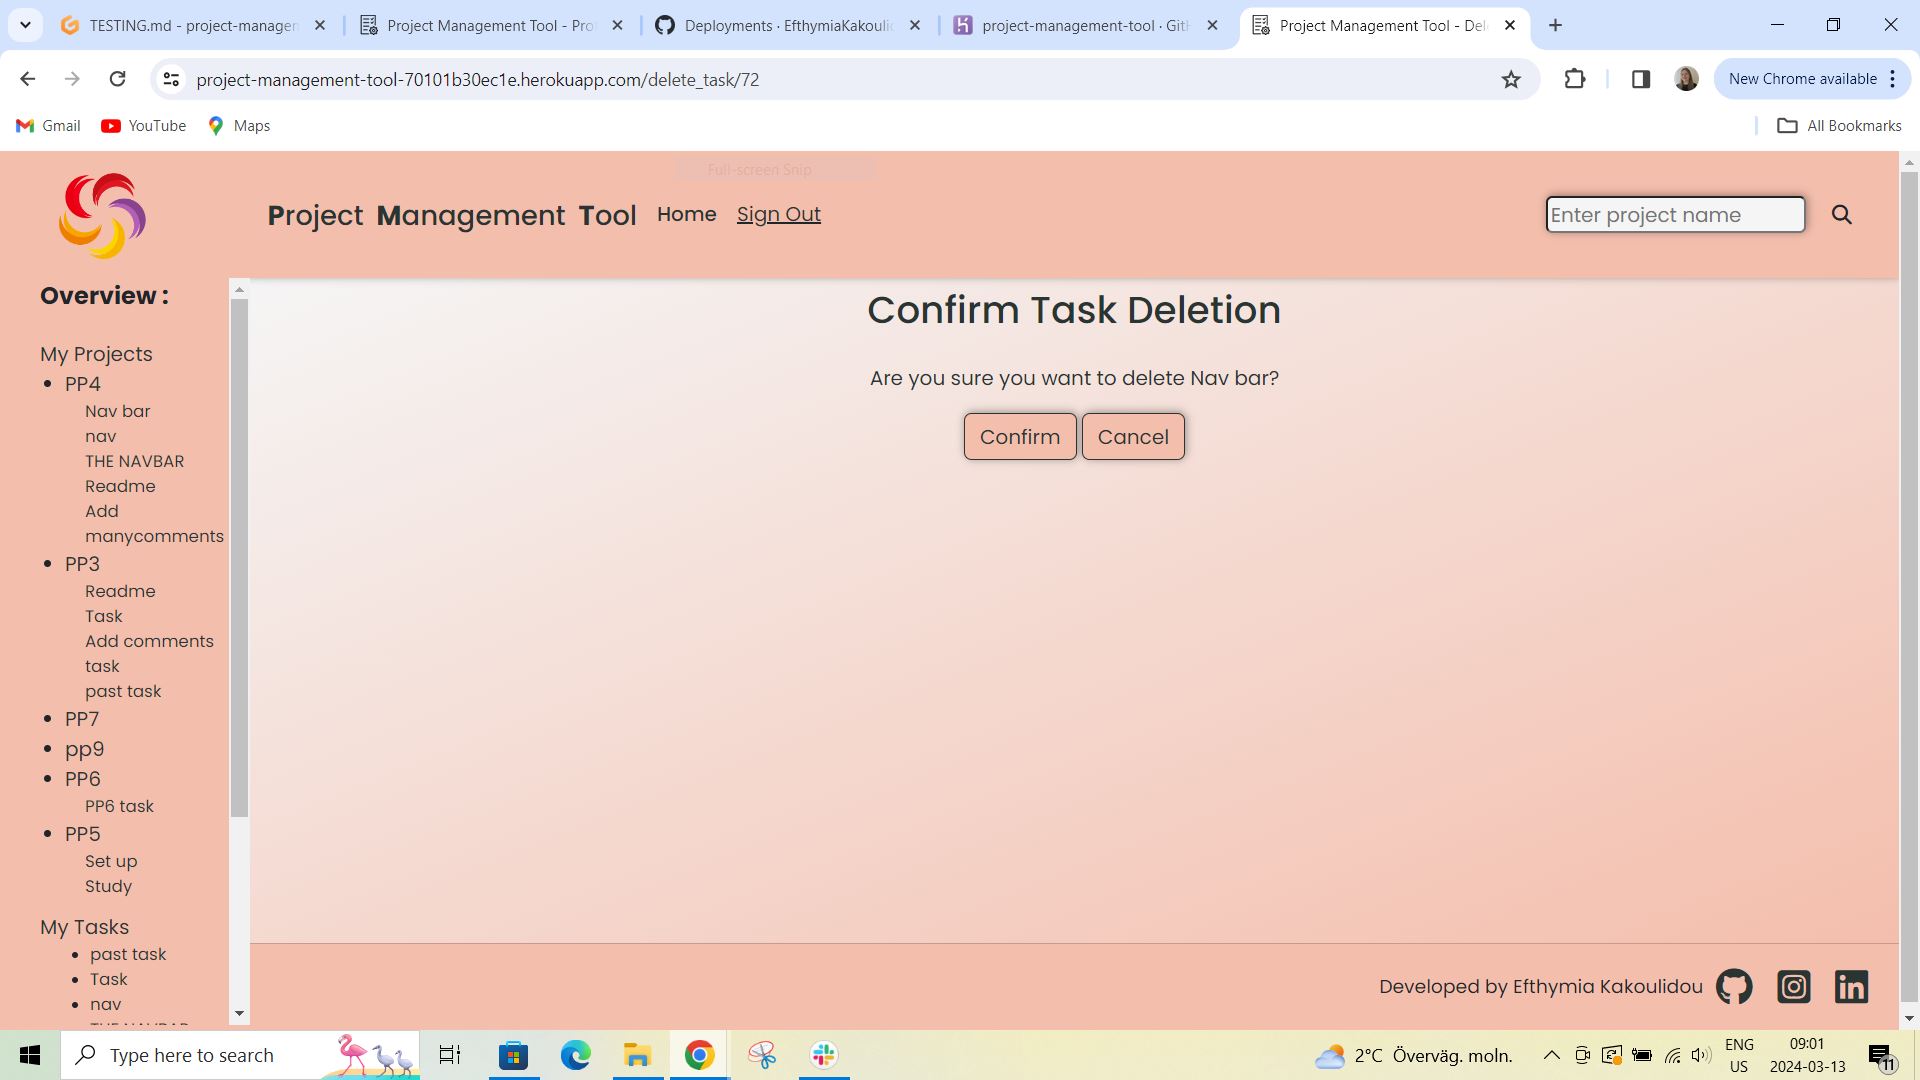 TESTING.md - project-managem
Project Management Tool - Pro
Deployments · EfthymiaKakoulid
project-management-tool · GitH
Project Management Tool - Del
project-management-tool-70101b30ec1e.herokuapp.com/delete_task/72
New Chrome available
Gmail
YouTube
Maps
All Bookmarks
Full-screen Snip
Project Management Tool
Home
Sign Out
Enter project name
Overview :
My Projects
PP4
Nav bar
nav
THE NAVBAR
Readme
Add
manycomments
PP3
Readme
Task
Add comments
task
past task
PP7
pp9
PP6
PP6 task
PP5
Set up
Study
My Tasks
past task
Task
nav
THE NAVBAR
Confirm Task Deletion
Are you sure you want to delete Nav bar?
Confirm
Cancel
Developed by Efthymia Kakoulidou
Type here to search
2°C Överväg. moln.
ENG
US
09:01
2024-03-13
11